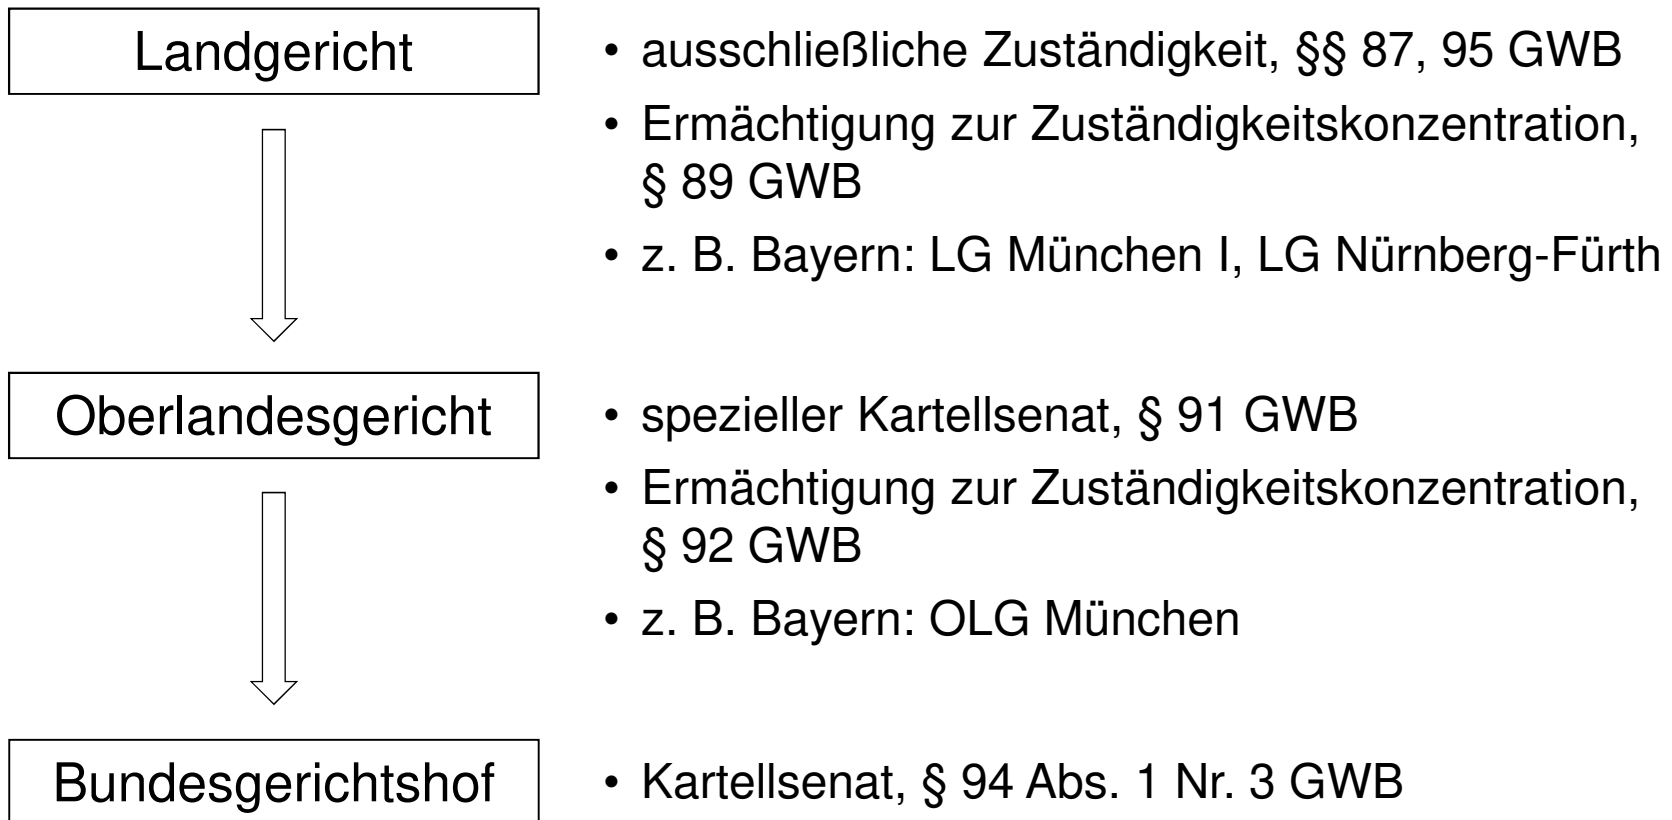 Landgericht
• ausschließliche Zuständigkeit, §§ 87, 95 GWB
• Ermächtigung zur Zuständigkeitskonzentration,
§ 89 GWB
• z. B. Bayern: LG München I, LG Nürnberg-Fürth
Oberlandesgericht
• spezieller Kartellsenat, § 91 GWB
• Ermächtigung zur Zuständigkeitskonzentration,
§ 92 GWB
• z. B. Bayern: OLG München
Bundesgerichtshof
• Kartellsenat, § 94 Abs. 1 Nr. 3 GWB